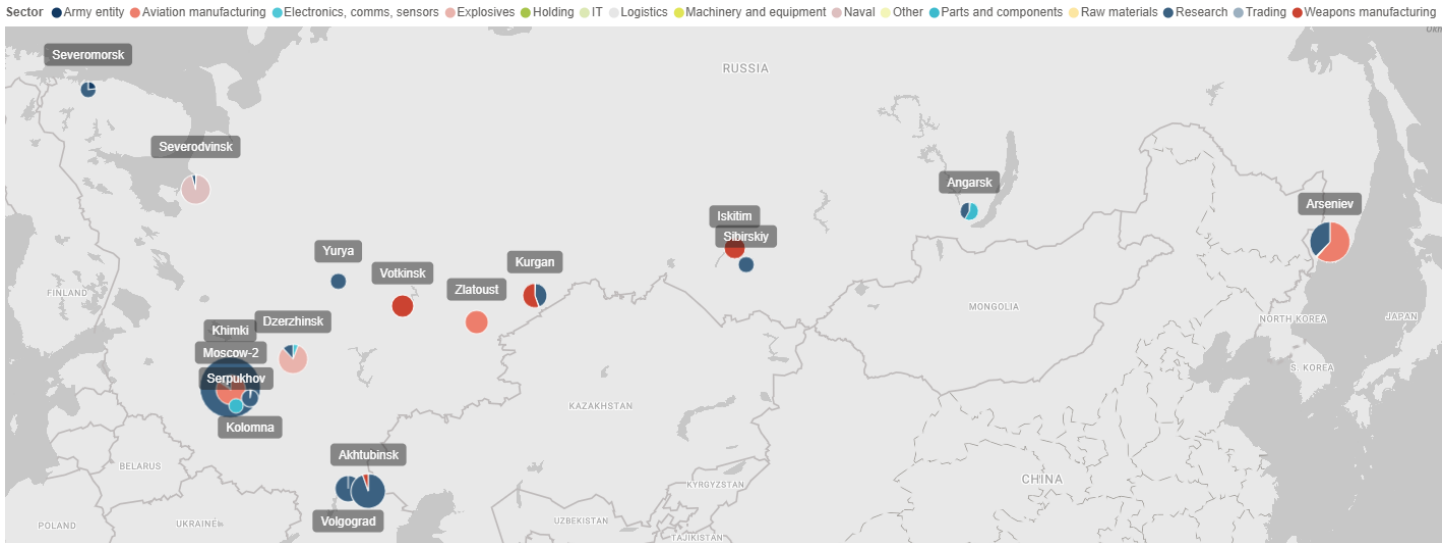 Sector Army entity Aviation manufacturing Electronics, comms, sensors Explosives Holding IT Logistics Machinery and equipment Naval Other Parts and components Raw materials Research Trading Weapons manufacturing
Severomorsk
RUSSIA
Severodvinsk
Angarsk
Arseniev
Iskitim
Sibirskiy
Yurya
Kurgan
Votkinsk
Zlatoust
FINLAND
MONGOLIA
NORTH KOREA
JAPAN
Dzerzhinsk
Khimki
Moscow-2
Serpukhov
S. KOREA
KAZAKHSTAN
Kolomna
Akhtubinsk
BELARUS
CHINA
KYRGYZSTAN
Volgograd
POLAND
UKRAINE
UZBEKISTAN
TAJIKISTAN